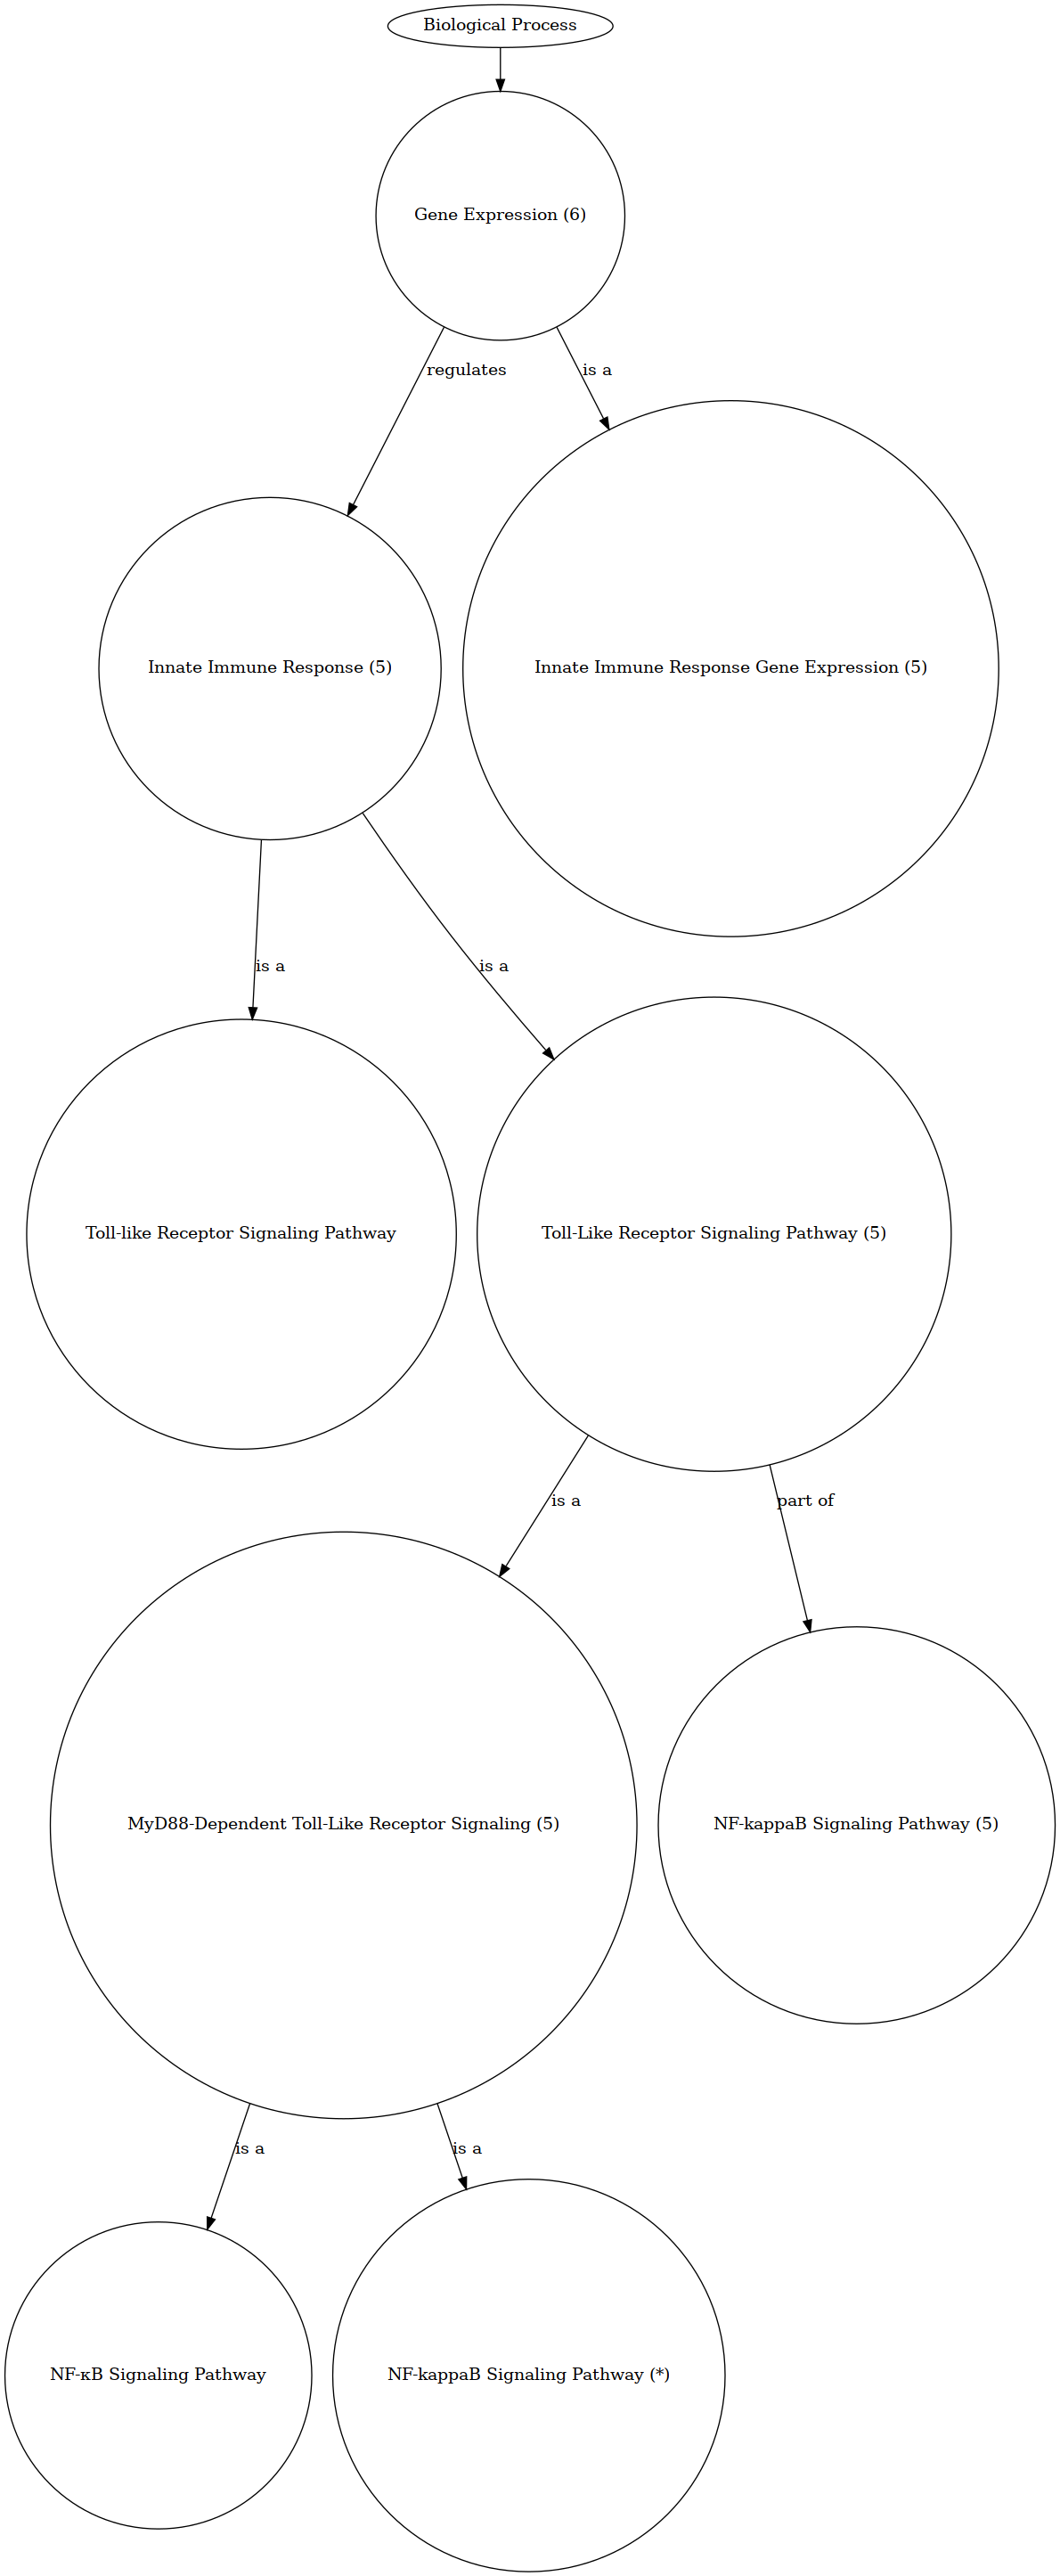 Biological Process
Gene Expression (6)
regulates
is a
Innate Immune Response (5)
Innate Immune Response Gene Expression (5)
is a
is a
Toll-like Receptor Signaling Pathway
Toll-Like Receptor Signaling Pathway (5)
is a
part of
MyD88-Dependent Toll-Like Receptor Signaling (5)
NF-kappaB Signaling Pathway (5)
is a
is a
NF-κB Signaling Pathway
NF-kappaB Signaling Pathway (*)